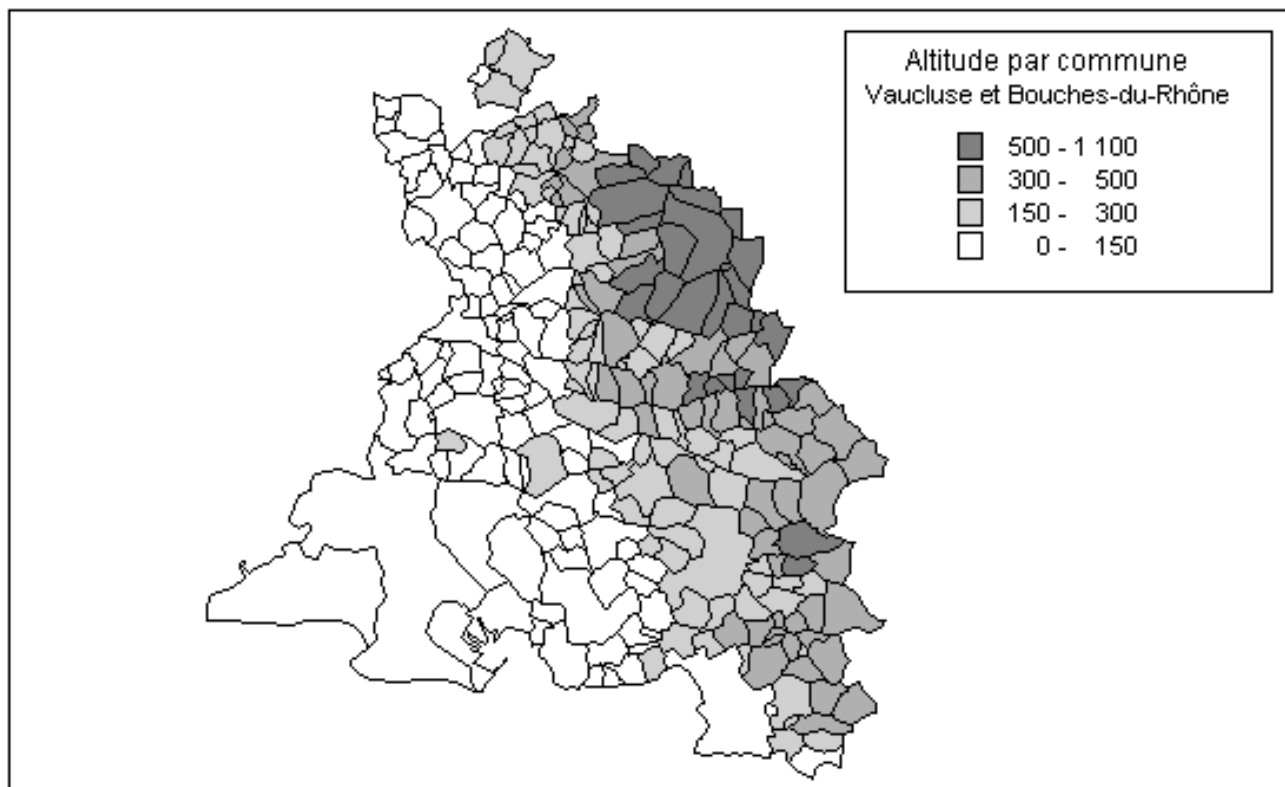 Altitude par commune
Vaucluse et Bouches-du-Rhône
500 - 1 100
300 - 500
150 - 300
0 - 150